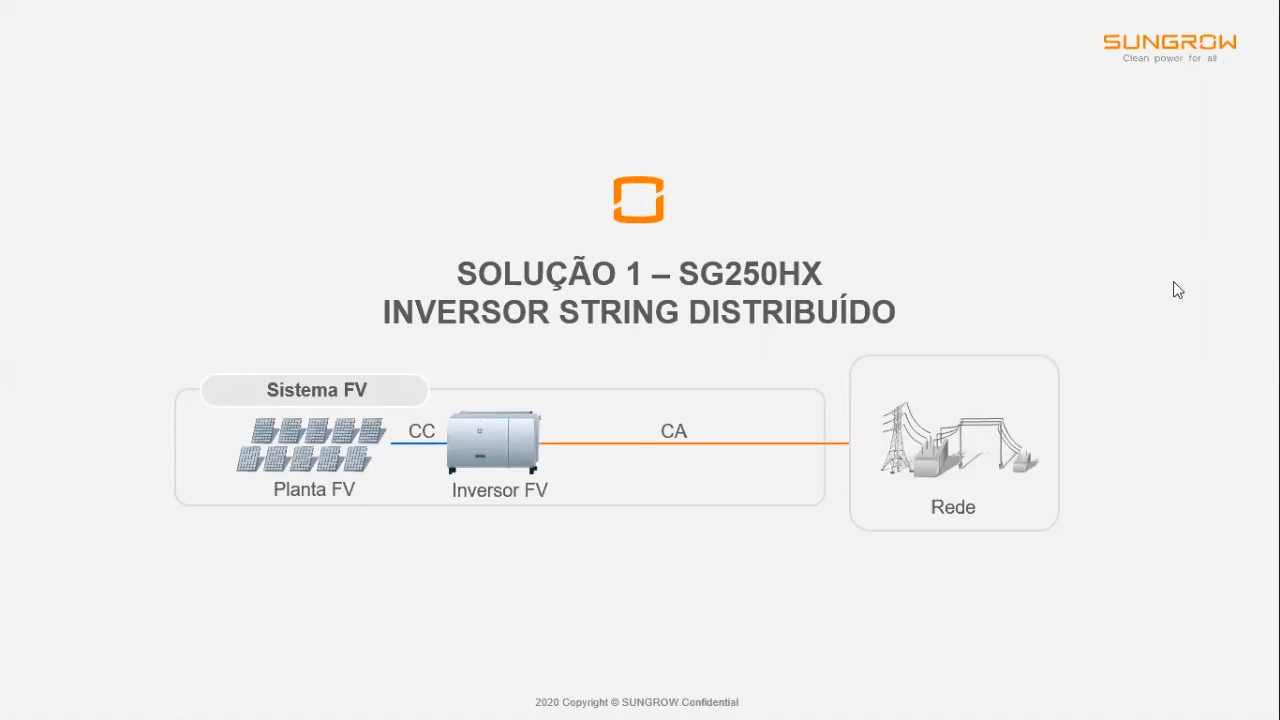 SUNGROW
Clean power for all
SOLUÇÃO 1 – SG250HX
INVERSOR STRING DISTRIBUÍDO
Sistema FV
CC
CA
Planta FV
Inversor FV
Rede
2020 Copyright © SUNGROW Confidential